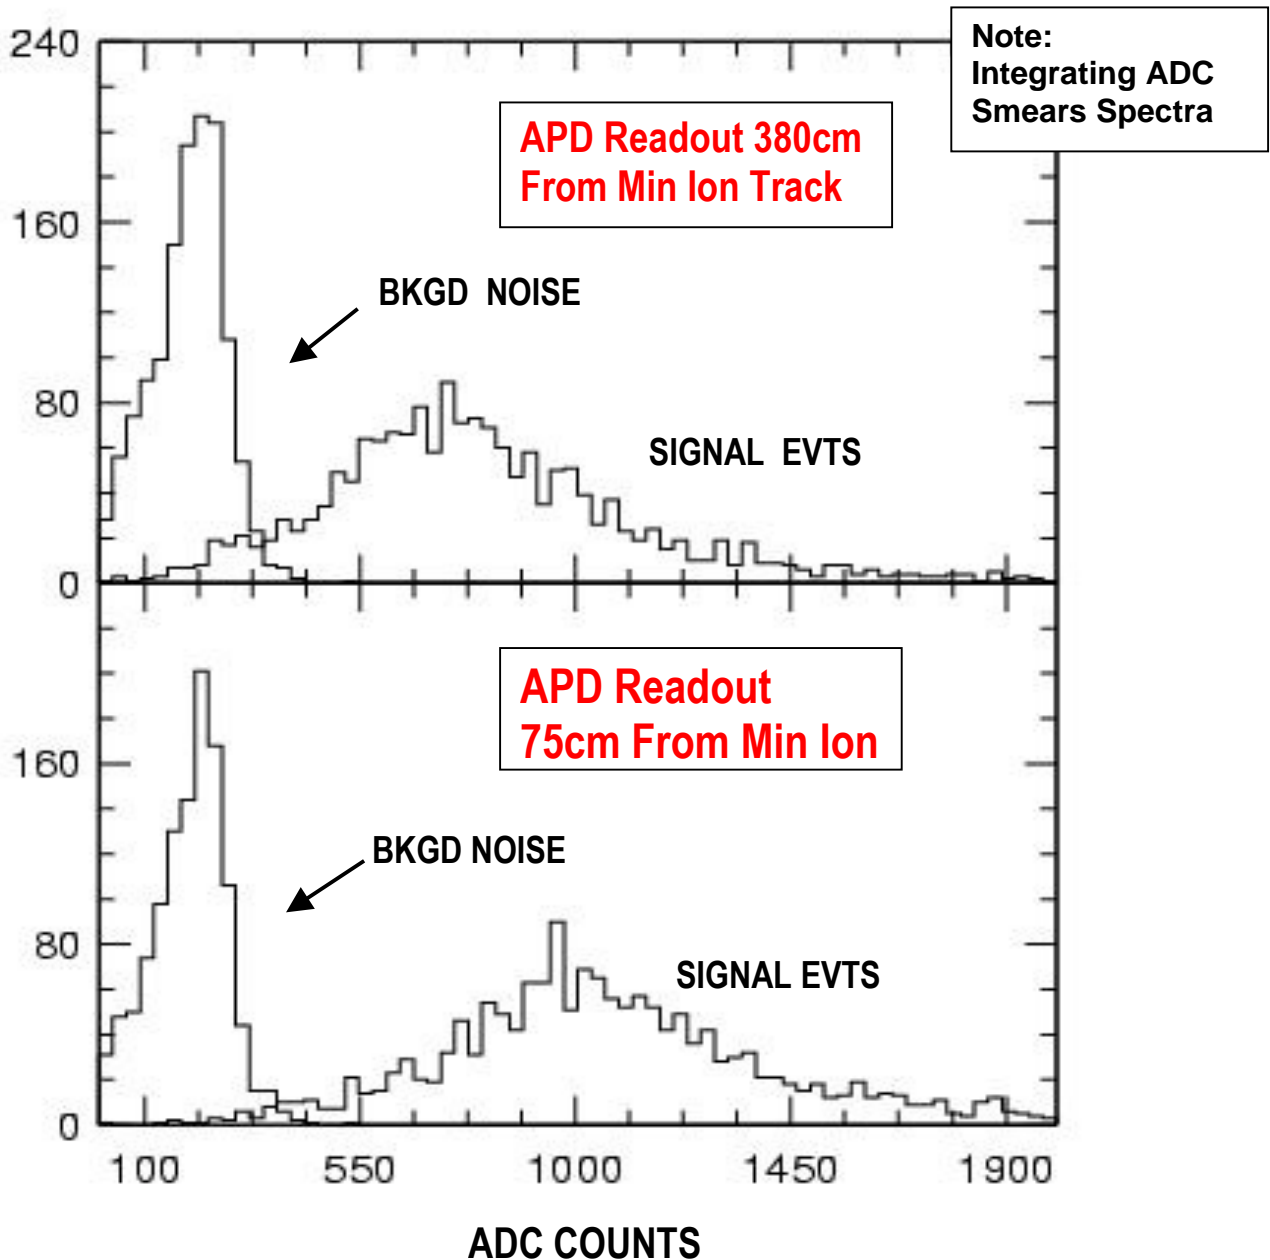 240
Note:
Integrating ADC
Smears Spectra
APD Readout 380cm
From Min Ion Track
160
BKGD NOISE
80
SIGNAL EVTS
0
APD Readout
75cm From Min Ion
160
BKGD NOISE
80
SIGNAL EVTS
0
100 550 1000 1450 1900
ADC COUNTS